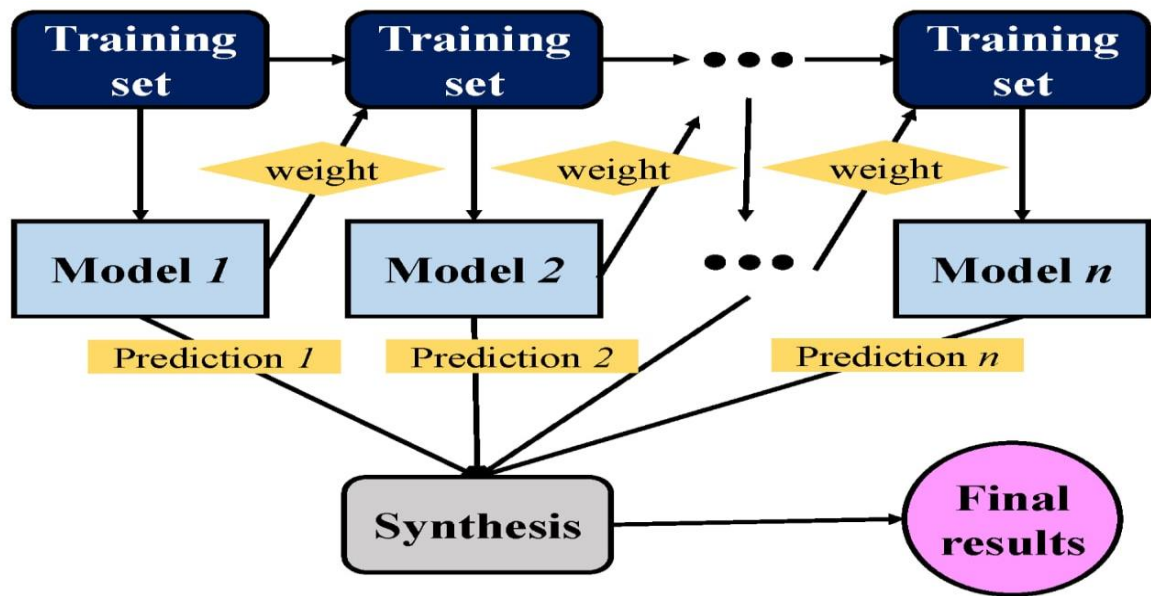 Training
set
Training
set
Training
set
weight
weight
weight
Model 1
Model 2
Model n
Prediction 1
Prediction 2
Prediction n
Synthesis
Final
results